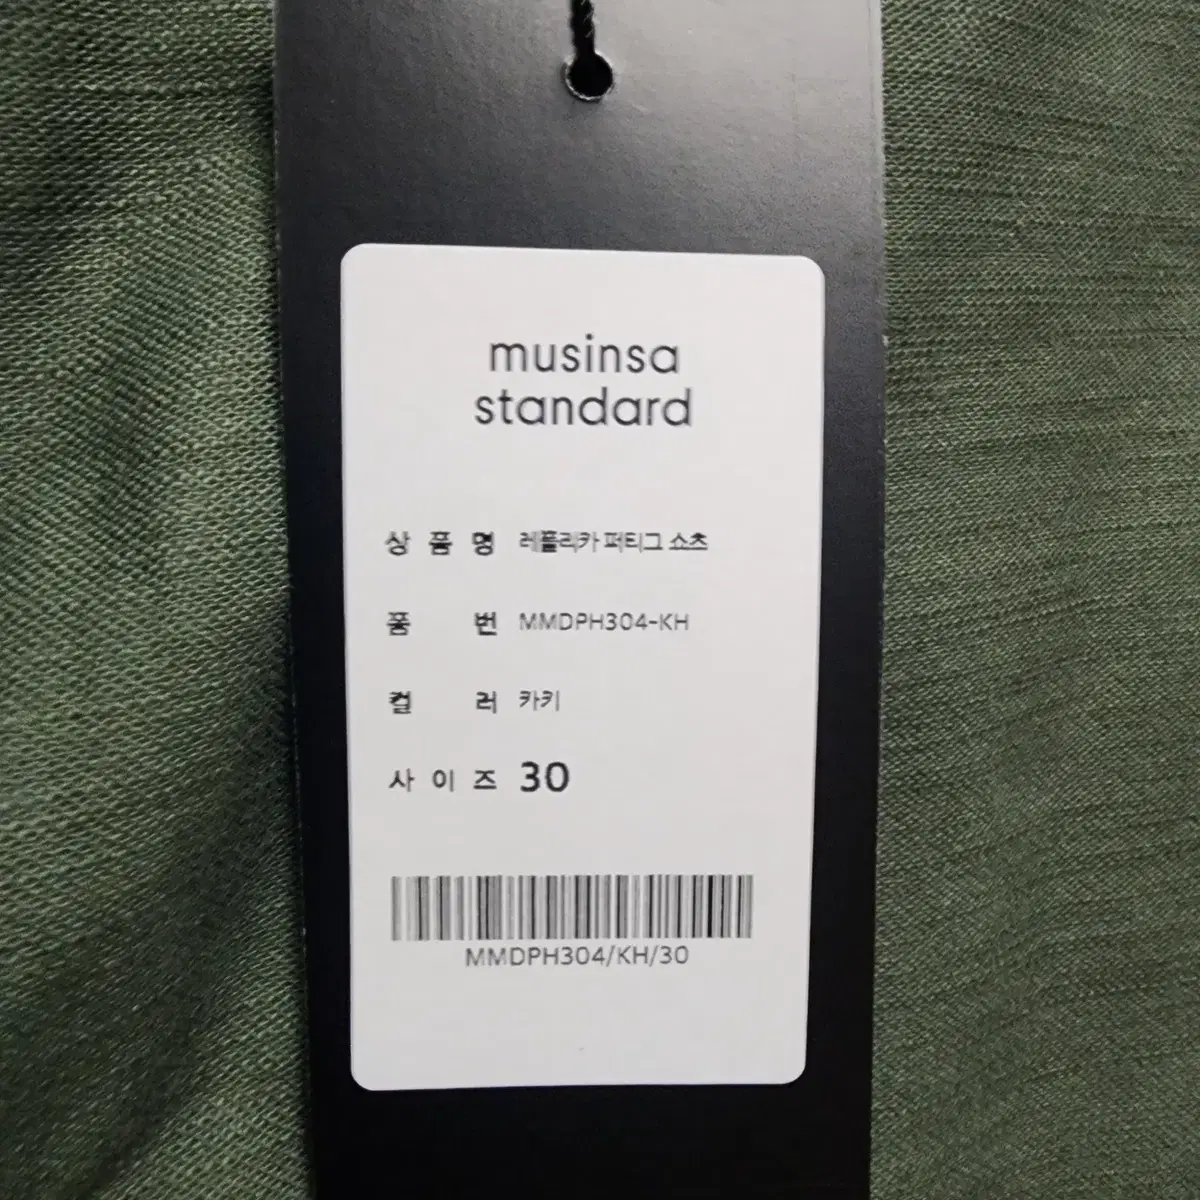 musinsa
standard
상품명 레플리카 퍼티그 쇼츠
품번 MMDPH304-KH
컬러 카키
사이즈 30
MMDPH304/KH/30